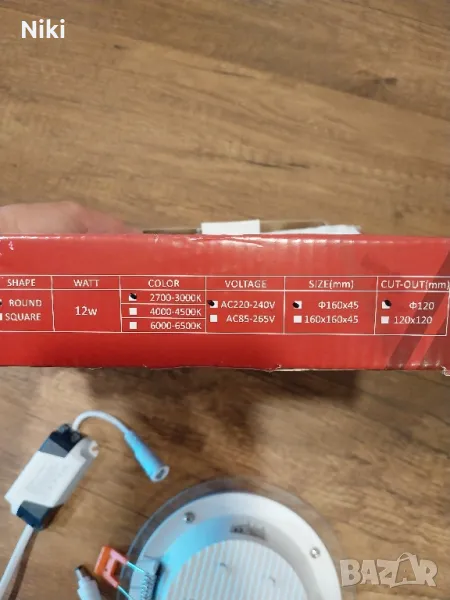 Niki
SHAPE WATT COLOR VOLTAGE SIZE(mm) CUT-OUT(mm)
ROUND 12w 2700-3000K AC220-240V Φ160x45 Φ120
SQUARE 4000-4500K AC85-265V 160x160x45 120x120
6000-6500K
BAZAR.bg